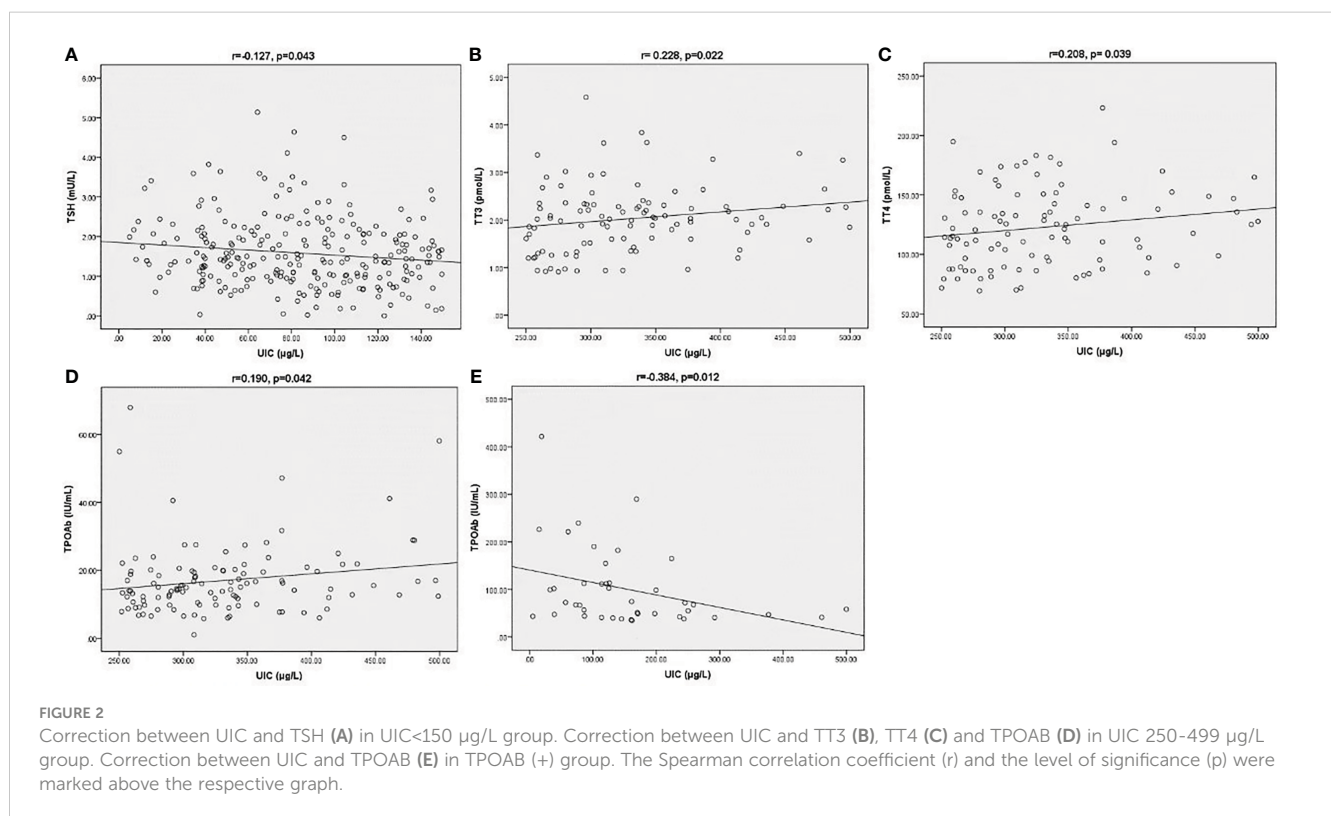 A
r=-0.127, p=0.043
6.00
5.00
4.00
3.00
2.00
1.00
.00
TSH (mU/L)
.00 20.00 40.00 60.00 80.00 100.00 120.00 140.00
UIC (µg/L)
B
r= 0.228, p=0.022
5.00
4.00
3.00
2.00
1.00
.00
TT3 (pmol/L)
250.00 300.00 350.00 400.00 450.00 500.00
UIC (µg/L)
C
r=0.208, p= 0.039
250.00
200.00
150.00
100.00
50.00
TT4 (pmol/L)
250.00 300.00 350.00 400.00 450.00 500.00
UIC (µg/L)
D
r=0.190, p=0.042
60.00
40.00
20.00
.00
TPOAb (IU/mL)
250.00 300.00 350.00 400.00 450.00 500.00
UIC (µg/L)
E
r=-0.384, p=0.012
500.00
400.00
300.00
200.00
100.00
.00
TPOAb (IU/mL)
00 100.00 200.00 300.00 400.00 500.00
UIC (µg/L)
FIGURE 2
Correction between UIC and TSH (A) in UIC<150 µg/L group. Correction between UIC and TT3 (B), TT4 (C) and TPOAB (D) in UIC 250-499 µg/L
group. Correction between UIC and TPOAB (E) in TPOAB (+) group. The Spearman correlation coefficient (r) and the level of significance (p) were
marked above the respective graph.